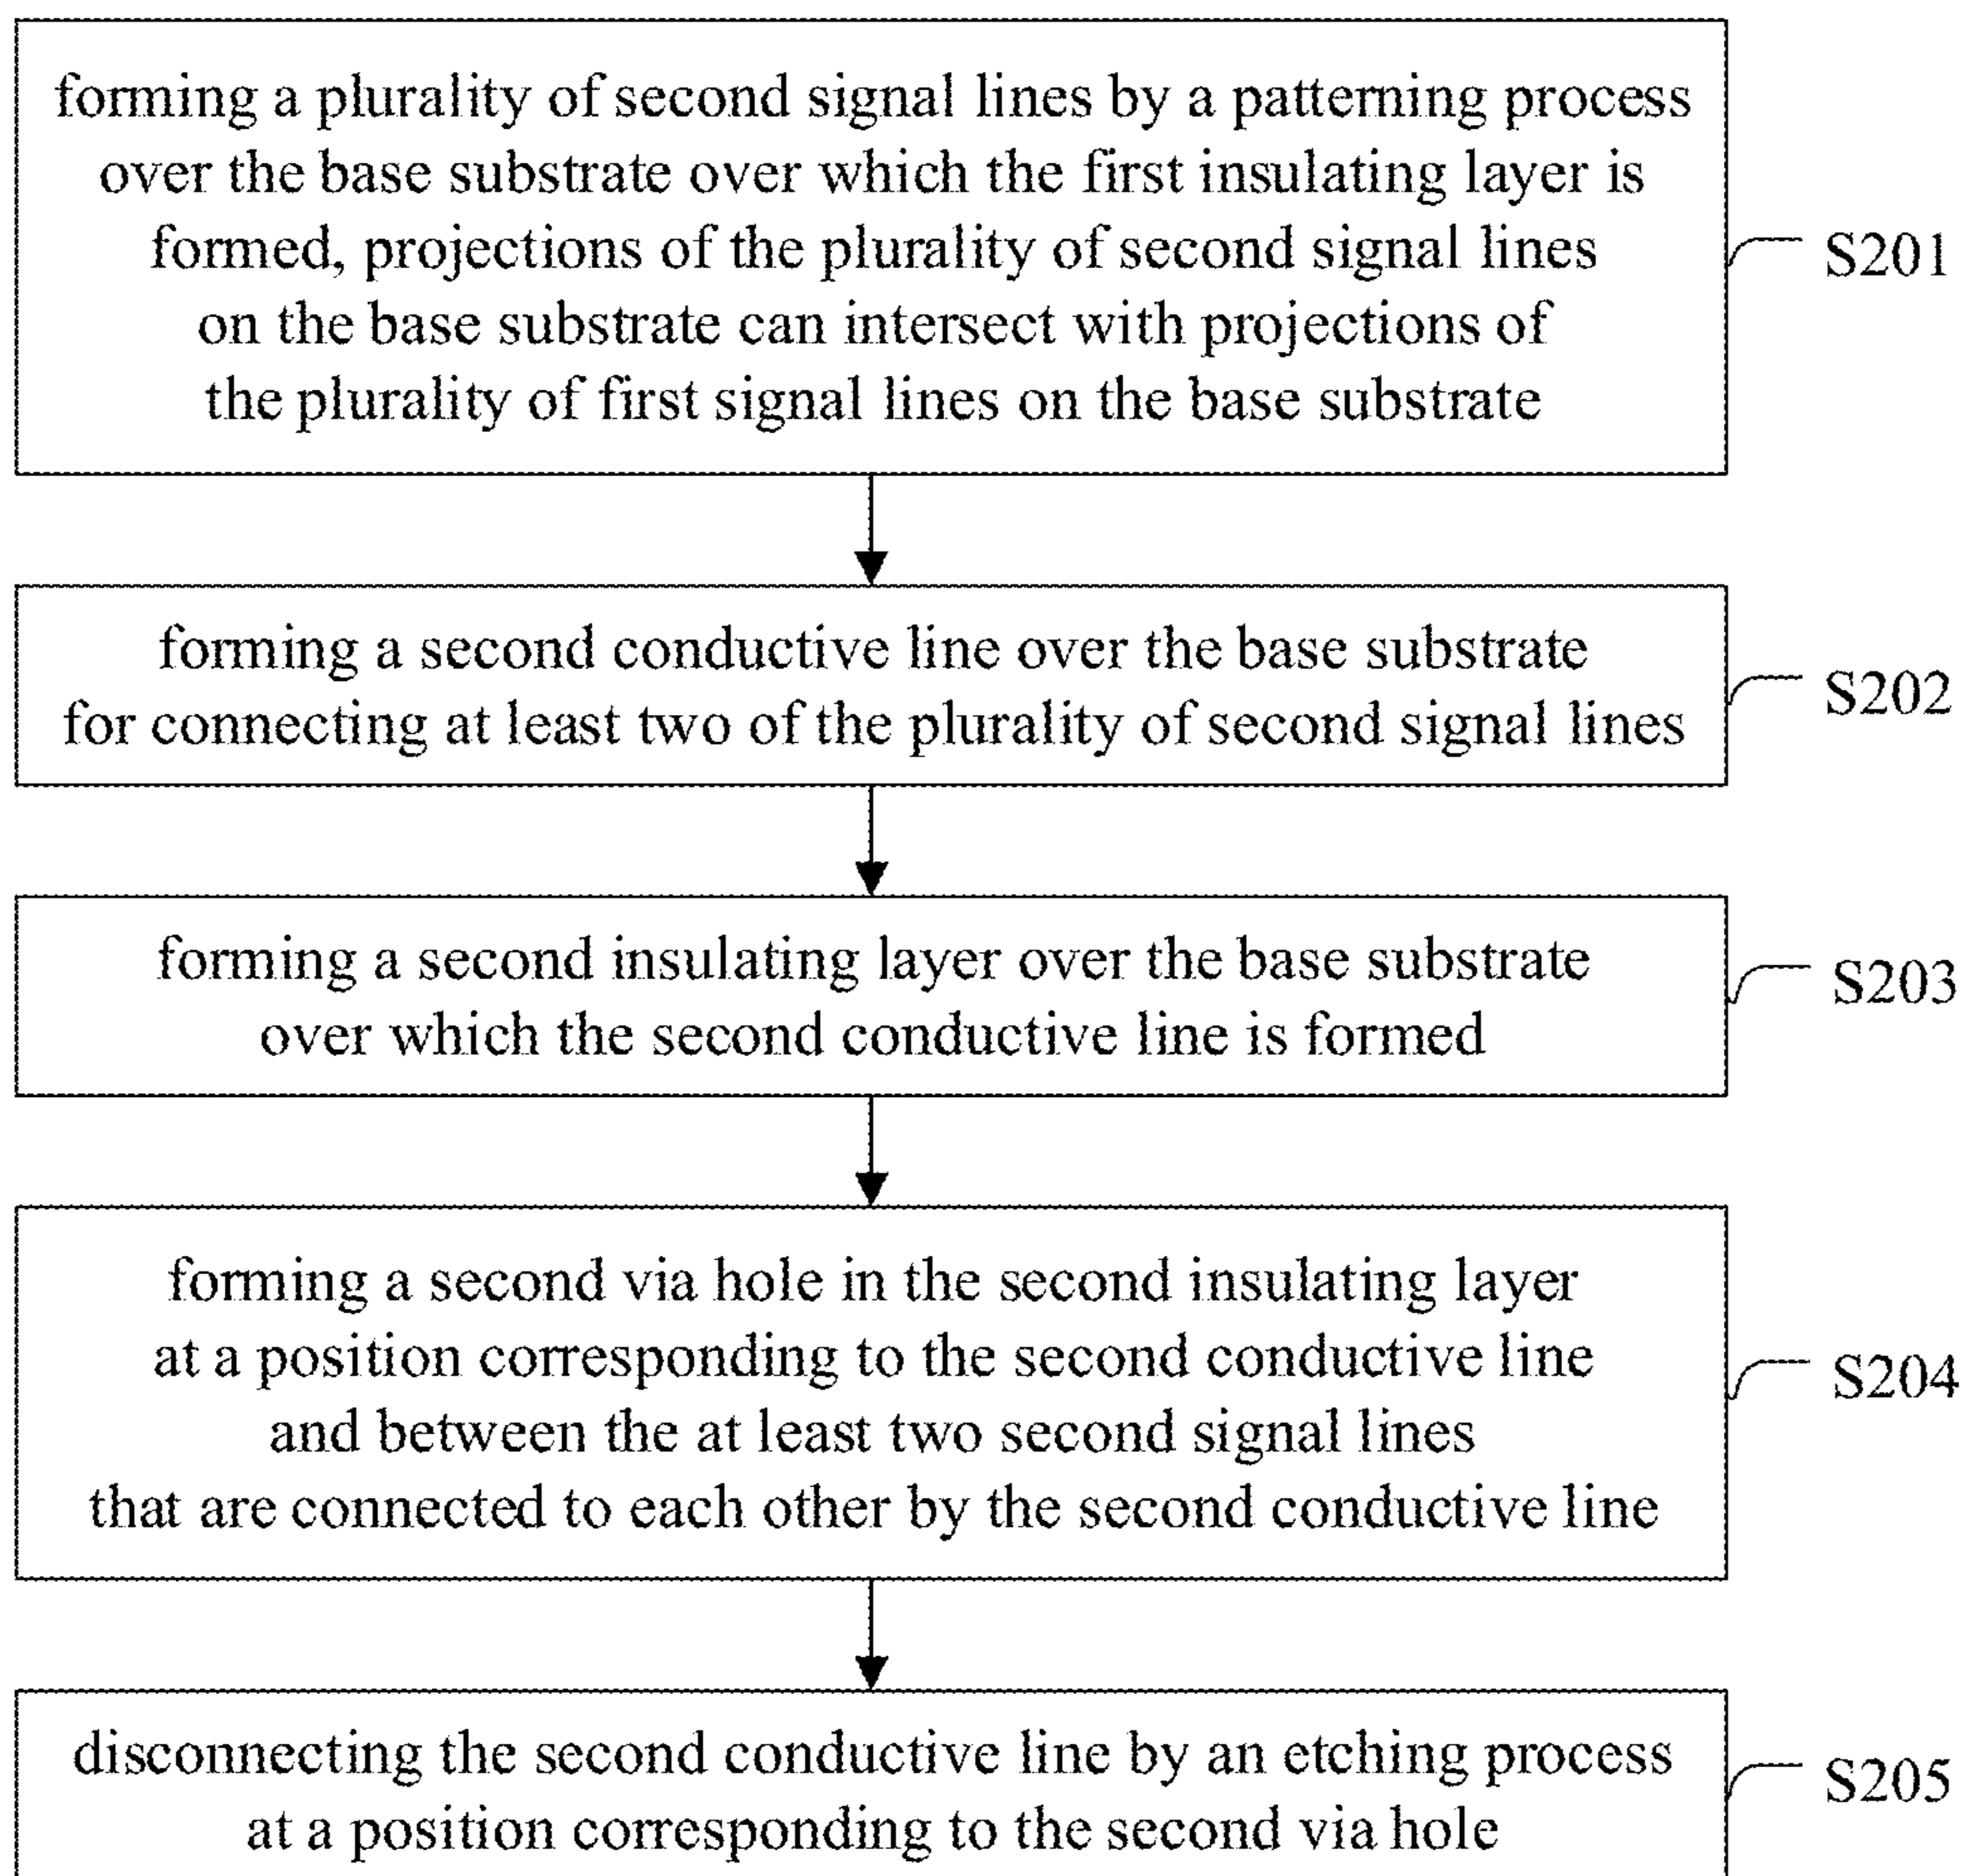 forming a plurality of second signal lines by a patterning process
over the base substrate over which the first insulating layer is
formed, projections of the plurality of second signal lines
on the base substrate can intersect with projections of
the plurality of first signal lines on the base substrate
S201
forming a second conductive line over the base substrate
for connecting at least two of the plurality of second signal lines
S202
forming a second insulating layer over the base substrate
over which the second conductive line is formed
S203
forming a second via hole in the second insulating layer
at a position corresponding to the second conductive line
and between the at least two second signal lines
that are connected to each other by the second conductive line
S204
disconnecting the second conductive line by an etching process
at a position corresponding to the second via hole
S205